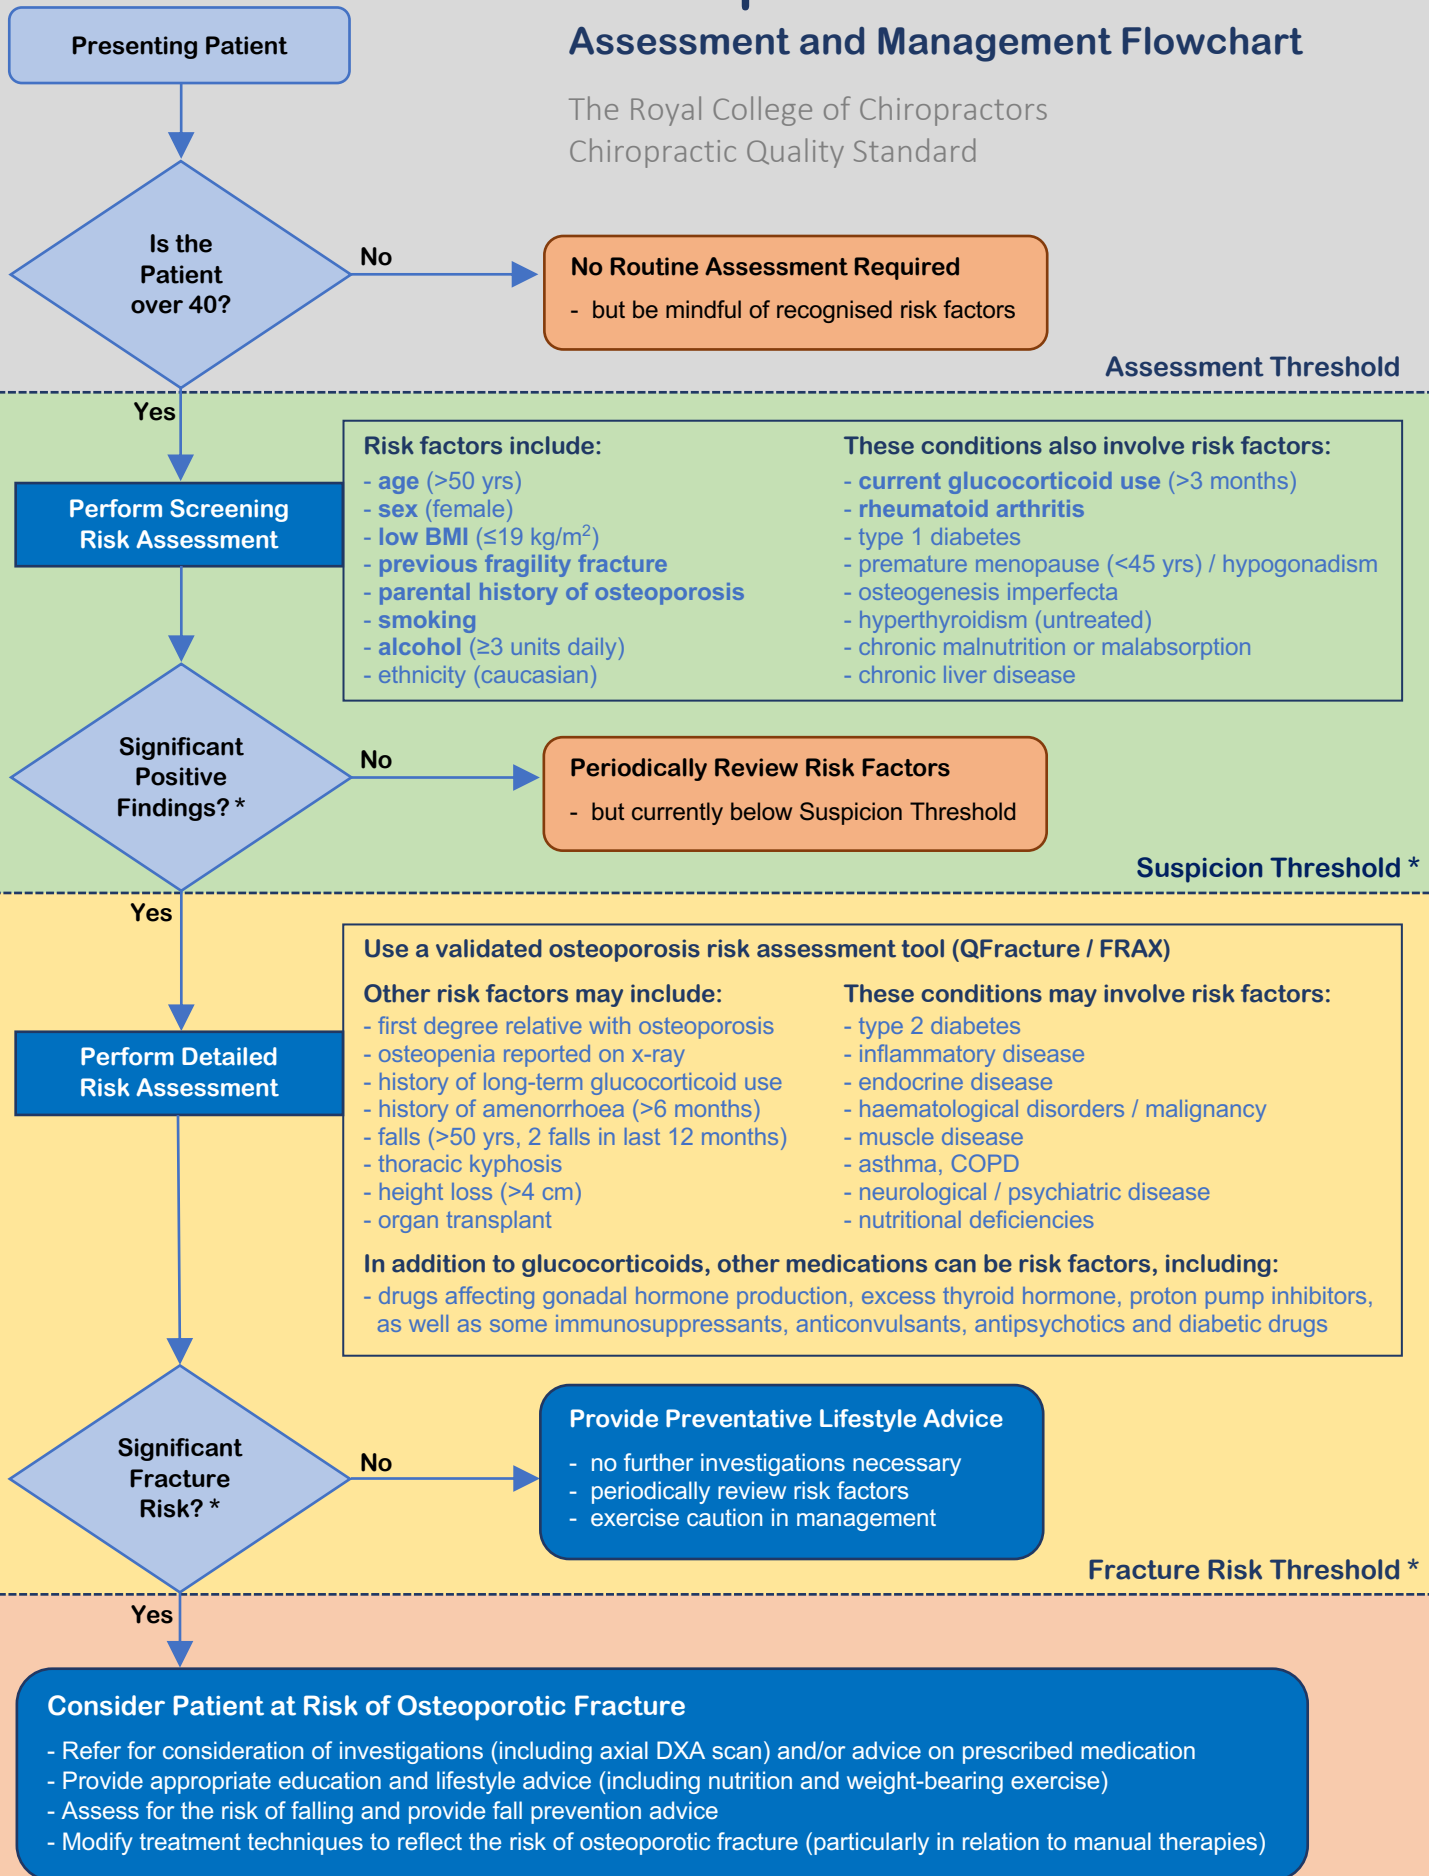 Assessment and Management Flowchart
The Royal College of Chiropractors
Chiropractic Quality Standard
Presenting Patient
Is the
Patient
over 40?
No
No Routine Assessment Required
- but be mindful of recognised risk factors
Assessment Threshold
Yes
Perform Screening
Risk Assessment
Risk factors include:
- age (>50 yrs)
- sex (female)
- low BMI (≤19 kg/m²)
- previous fragility fracture
- parental history of osteoporosis
- smoking
- alcohol (≥3 units daily)
- ethnicity (caucasian)
These conditions also involve risk factors:
- current glucocorticoid use (>3 months)
- rheumatoid arthritis
- type 1 diabetes
- premature menopause (<45 yrs) / hypogonadism
- osteogenesis imperfecta
- hyperthyroidism (untreated)
- chronic malnutrition or malabsorption
- chronic liver disease
Significant
Positive
Findings? *
No
Periodically Review Risk Factors
- but currently below Suspicion Threshold
Suspicion Threshold *
Yes
Perform Detailed
Risk Assessment
Use a validated osteoporosis risk assessment tool (QFracture / FRAX)
Other risk factors may include:
- first degree relative with osteoporosis
- osteopenia reported on x-ray
- history of long-term glucocorticoid use
- history of amenorrhoea (>6 months)
- falls (>50 yrs, 2 falls in last 12 months)
- thoracic kyphosis
- height loss (>4 cm)
- organ transplant
These conditions may involve risk factors:
- type 2 diabetes
- inflammatory disease
- endocrine disease
- haematological disorders / malignancy
- muscle disease
- asthma, COPD
- neurological / psychiatric disease
- nutritional deficiencies
In addition to glucocorticoids, other medications can be risk factors, including:
- drugs affecting gonadal hormone production, excess thyroid hormone, proton pump inhibitors,
as well as some immunosuppressants, anticonvulsants, antipsychotics and diabetic drugs
Significant
Fracture
Risk? *
No
Provide Preventative Lifestyle Advice
- no further investigations necessary
- periodically review risk factors
- exercise caution in management
Fracture Risk Threshold *
Yes
Consider Patient at Risk of Osteoporotic Fracture
- Refer for consideration of investigations (including axial DXA scan) and/or advice on prescribed medication
- Provide appropriate education and lifestyle advice (including nutrition and weight-bearing exercise)
- Assess for the risk of falling and provide fall prevention advice
- Modify treatment techniques to reflect the risk of osteoporotic fracture (particularly in relation to manual therapies)